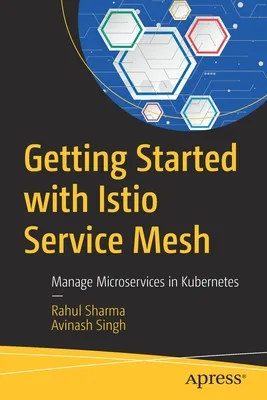 Getting Started
with Istio
Service Mesh
Manage Microservices in Kubernetes
Rahul Sharma
Avinash Singh
Apress®